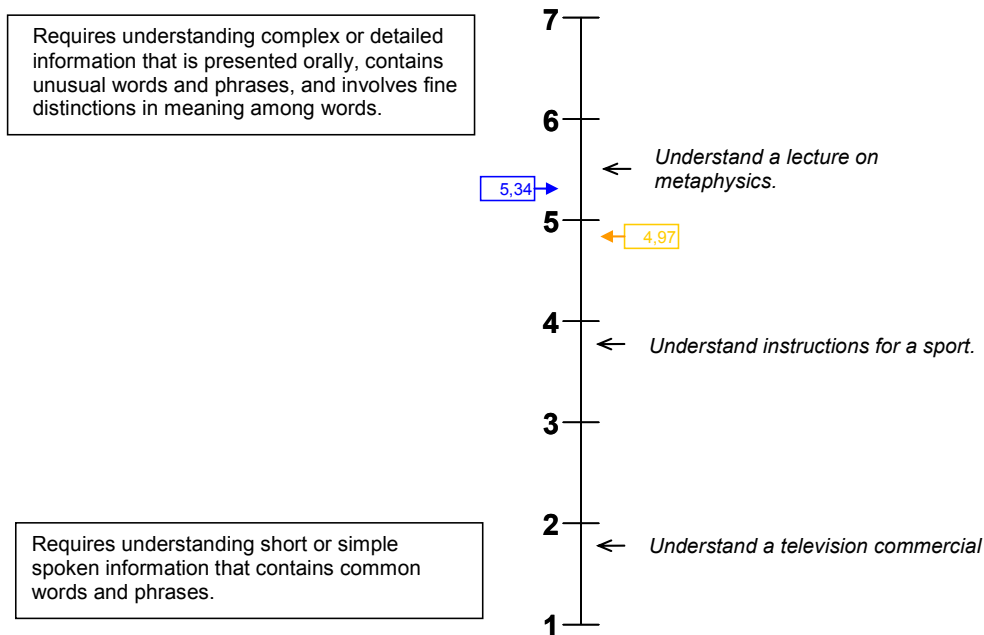 7
Requires understanding complex or detailed
information that is presented orally, contains
unusual words and phrases, and involves fine
distinctions in meaning among words.
6
Understand a lecture on
metaphysics.
5,34
5
4,97
4
Understand instructions for a sport.
3
2
Requires understanding short or simple
spoken information that contains common
words and phrases.
Understand a television commercial
1